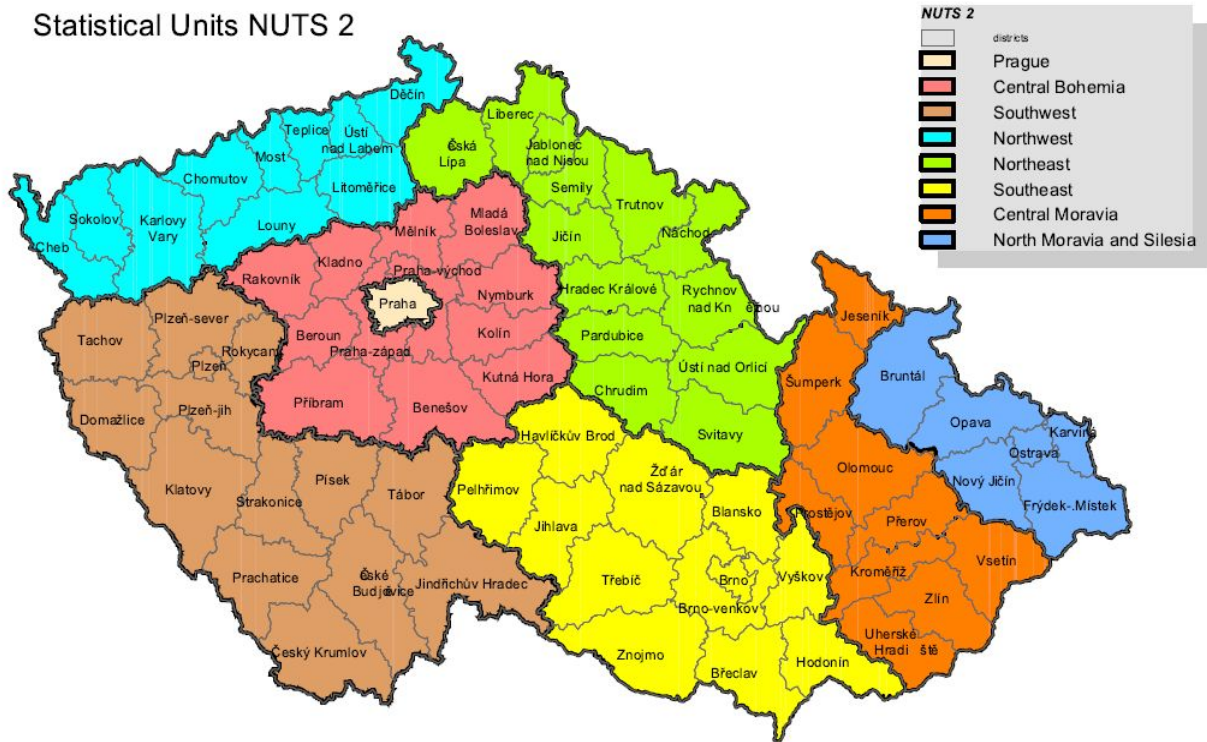 Statistical Units NUTS 2
NUTS 2
districts
Prague
Central Bohemia
Southwest
Northwest
Northeast
Southeast
Central Moravia
North Moravia and Silesia
Děčín
Liberec
Teplice
Ústí
nad Labem
Most
Česká
Lípa
Jablonec
nad Nisou
Chomutov
Litoměřice
Semily
Trutnov
Sokolov
Karlovy
Vary
Louny
Cheb
Mělník
Mladá
Boleslav
Jičín
Náchod
Kladno
Rakovník
Praha-východ
Nymburk
Hradec Králové
Rychnov
nad Kn ěžnou
Praha
Jeseník
Plzeň-sever
Tachov
Rokycany
Beroun
Praha-západ
Kolín
Pardubice
Plzeň
Ústí nad Orlicí
Šumperk
Bruntál
Kutná Hora
Chrudim
Domažlice
Plzeň-jih
Příbram
Benešov
Svitavy
Opava
Karviná
Ostrava
Havlíčkův Brod
Olomouc
Nový Jičín
Frýdek-.Místek
Klatovy
Strakonice
Písek
Tábor
Pelhřimov
Žďár
nad Sázavou
Blansko
Prostějov
Přerov
Jihlava
Vsetín
Prachatice
České
Budějovice
Jindřichův Hradec
Třebíč
Brno
Vyškov
Kroměříž
Zlín
Brno-venkov
Uherské
Hradi ště
Český Krumlov
Znojmo
Břeclav
Hodonín